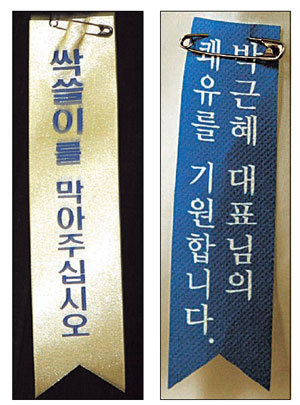 싹쓸이를 막아주십시오
박근혜 대표님의
쾌유를 기원합니다.